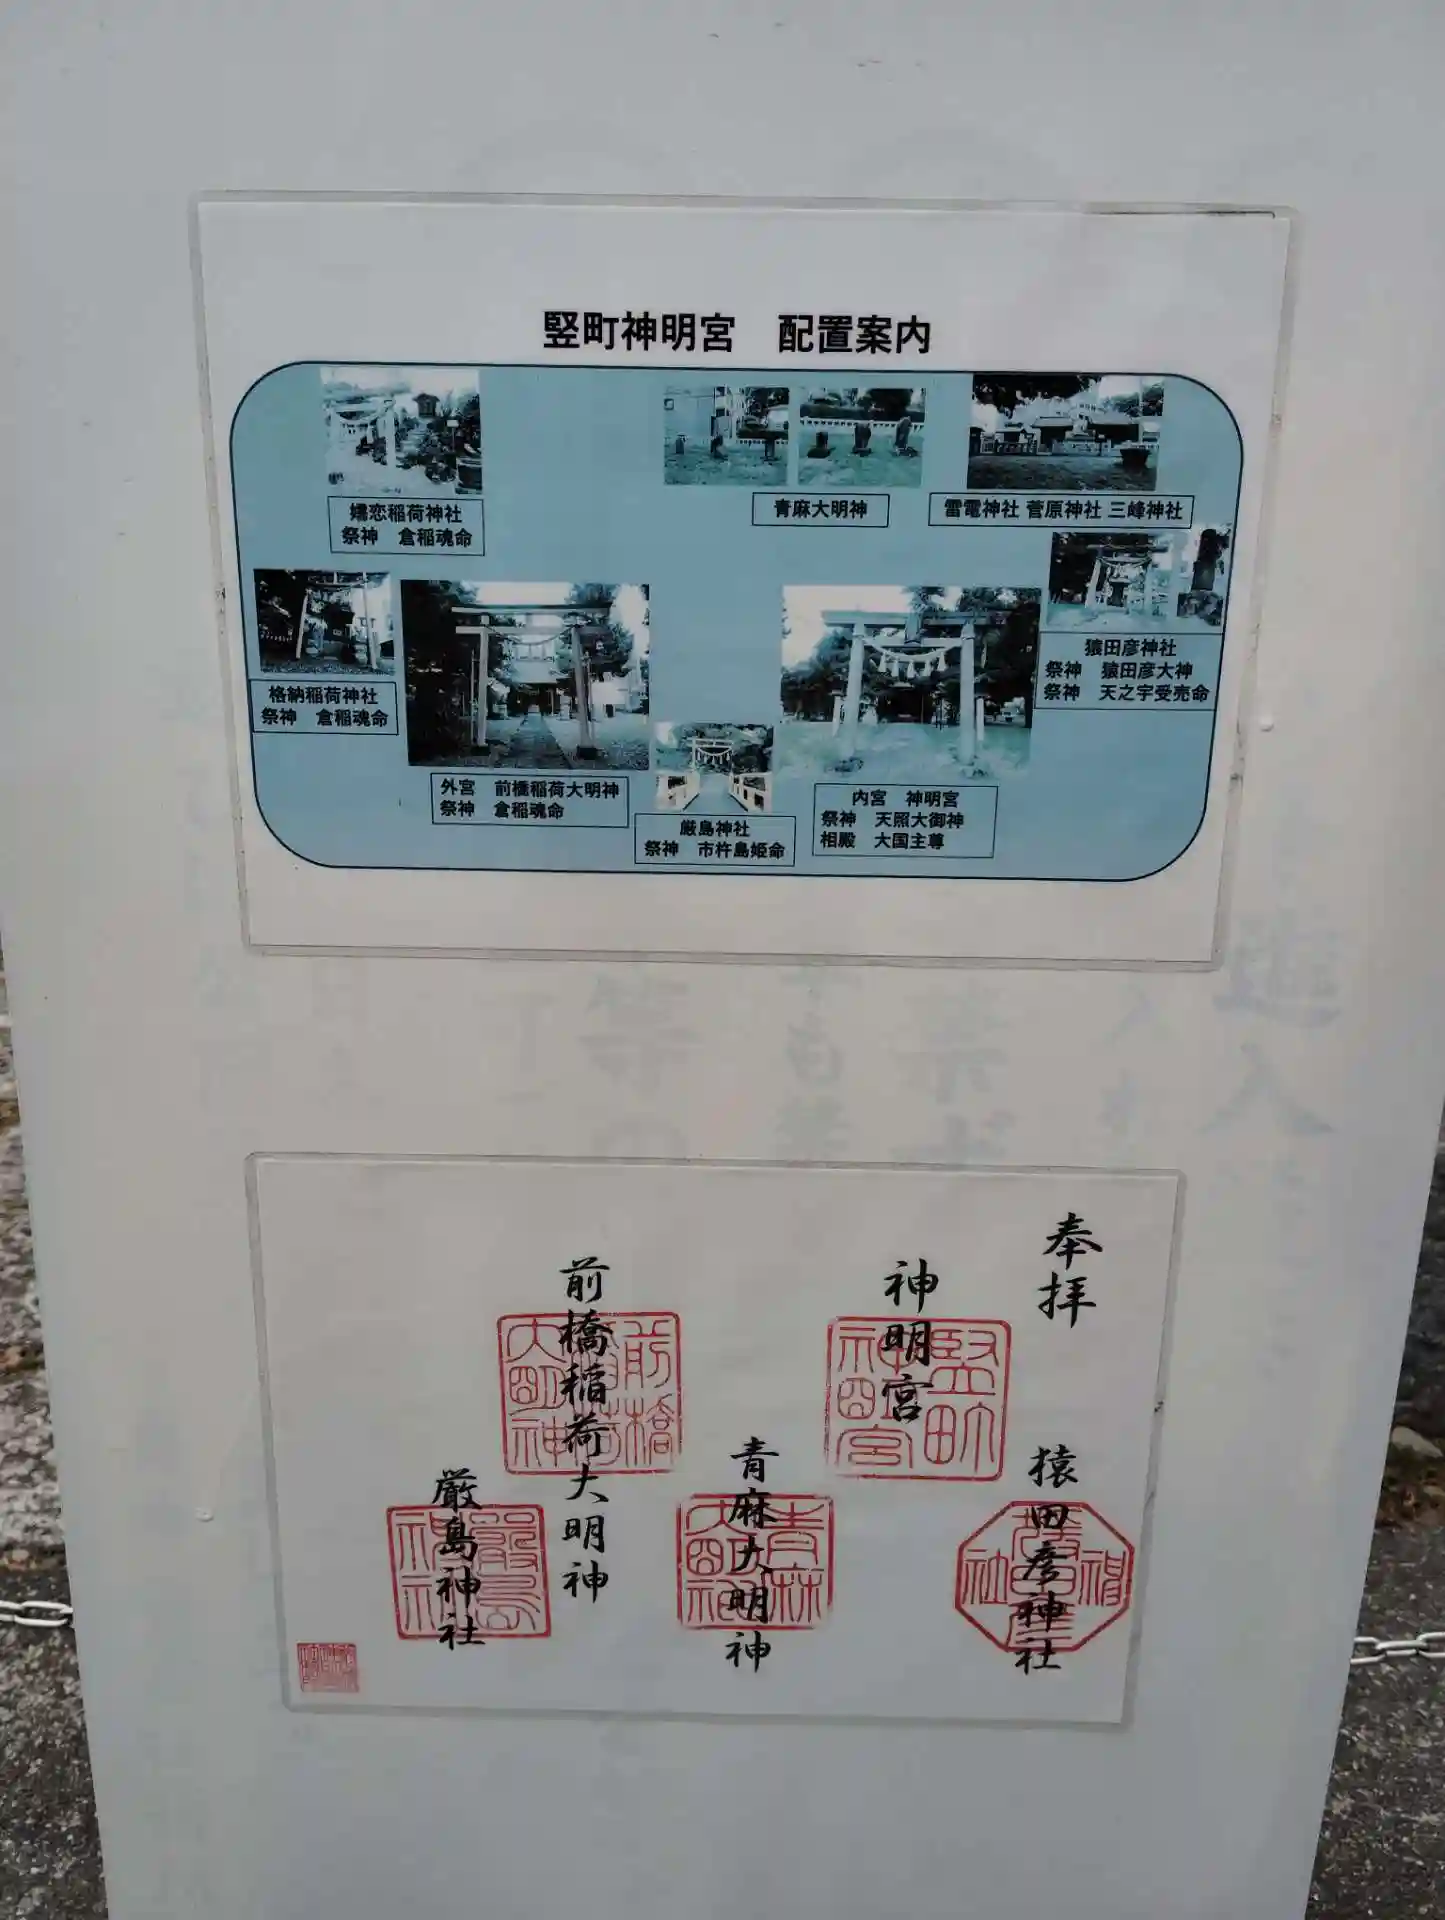 竪町神明宮　配置案内
嬬恋稲荷神社
祭神　倉稲魂命
青麻大明神
雷電神社 菅原神社 三峰神社
格納稲荷神社
祭神　倉稲魂命
外宮　前橋稲荷大明神
祭神　倉稲魂命
厳島神社
祭神　市杵島姫命
内宮　神明宮
祭神　天照大御神
相殿　大国主尊
猿田彦神社
祭神　猿田彦大神
祭神　天之宇受売命
奉拝
神明宮
竪町神明宮
猿田彦神社
前橋稲荷大明神
青麻大明神
厳島神社